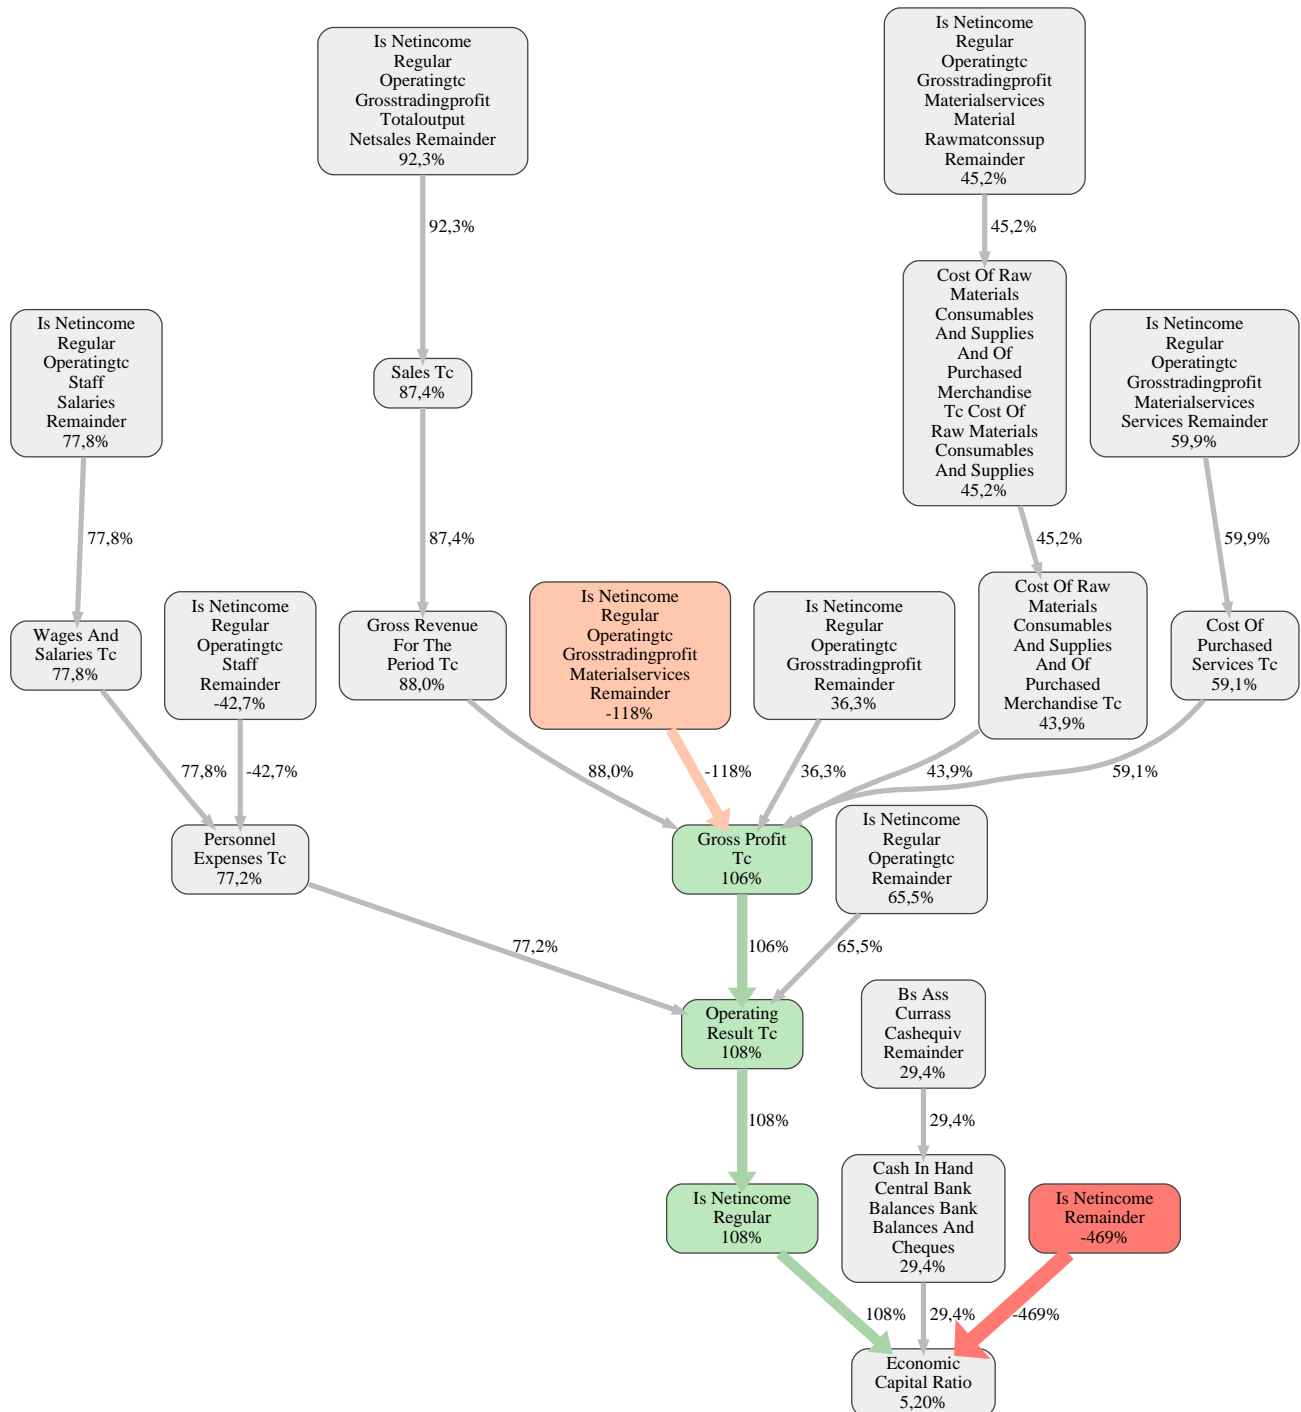 Is Netincome
Regular
Operatingtc
Grosstradingprofit
Totaloutput
Netsales Remainder
92,3%
Is Netincome
Regular
Operatingtc
Grosstradingprofit
Materialservices
Material
Rawmatconssup
Remainder
45,2%
92,3%
45,2%
Is Netincome
Regular
Operatingtc
Staff
Salaries
Remainder
77,8%
Sales Tc
87,4%
Cost Of Raw
Materials
Consumables
And Supplies
And Of
Purchased
Merchandise
Tc Cost Of
Raw Materials
Consumables
And Supplies
45,2%
Is Netincome
Regular
Operatingtc
Grosstradingprofit
Materialservices
Services Remainder
59,9%
77,8%
87,4%
45,2%
59,9%
Wages And
Salaries Tc
77,8%
Is Netincome
Regular
Operatingtc
Staff
Remainder
-42,7%
Gross Revenue
For The
Period Tc
88,0%
Is Netincome
Regular
Operatingtc
Grosstradingprofit
Materialservices
Remainder
-118%
Is Netincome
Regular
Operatingtc
Grosstradingprofit
Remainder
36,3%
Cost Of Raw
Materials
Consumables
And Supplies
And Of
Purchased
Merchandise Tc
43,9%
Cost Of
Purchased
Services Tc
59,1%
77,8%
-42,7%
88,0%
-118%
36,3%
43,9%
59,1%
Personnel
Expenses Tc
77,2%
Gross Profit
Tc
106%
Is Netincome
Regular
Operatingtc
Remainder
65,5%
77,2%
106%
65,5%
Operating
Result Tc
108%
Bs Ass
Currass
Cashequiv
Remainder
29,4%
108%
29,4%
Is Netincome
Regular
108%
Cash In Hand
Central Bank
Balances Bank
Balances And
Cheques
29,4%
Is Netincome
Remainder
-469%
108%
29,4%
-469%
Economic
Capital Ratio
5,20%